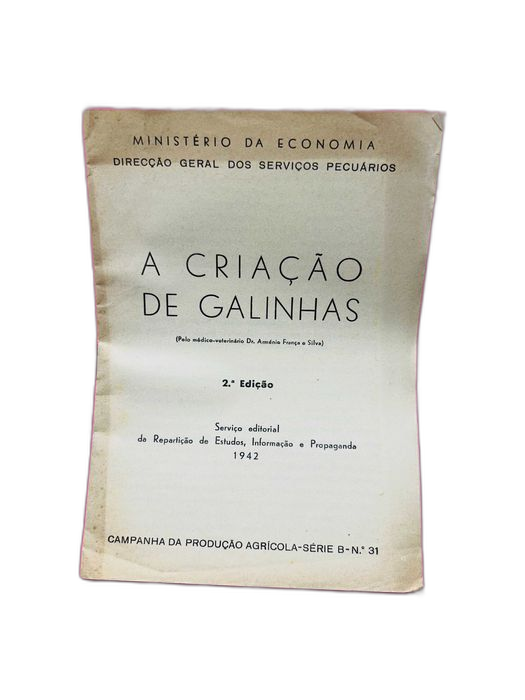 MINISTÉRIO DA ECONOMIA
DIRECÇÃO GERAL DOS SERVIÇOS PECUÁRIOS
A CRIAÇÃO
DE GALINHAS
(Pelo médico-veterinário Dr. Arménio França e Silva)
2.ª Edição
Serviço editorial
da Repartição de Estudos, Informação e Propaganda
1942
CAMPANHA DA PRODUÇÃO AGRÍCOLA-SÉRIE B-N.º 31